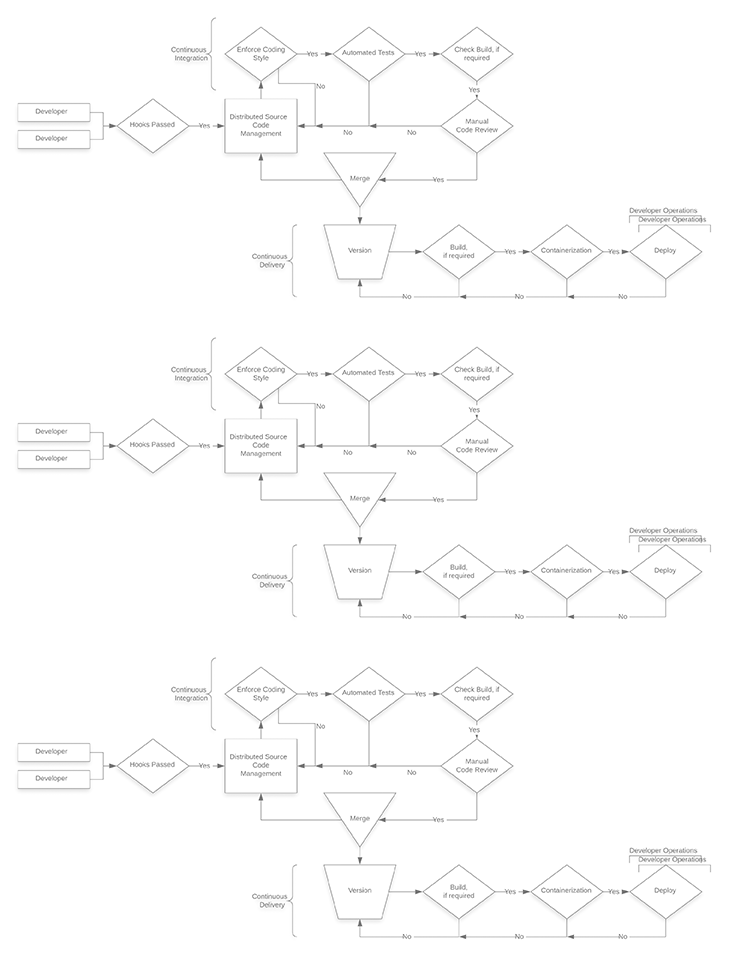 Continuous
Integration
Enforce Coding
Style
Yes
Automated Tests
Yes
Check Build, if
required
No
Yes
Developer
Developer
Hooks Passed
Yes
Distributed Source
Code
Management
No
No
Manual
Code Review
Merge
Yes
Developer Operations
Developer Operations
Continuous
Delivery
Version
Build,
if required
Yes
Containerization
Yes
Deploy
No
No
No
Continuous
Integration
Enforce Coding
Style
Yes
Automated Tests
Yes
Check Build, if
required
No
Yes
Developer
Developer
Hooks Passed
Yes
Distributed Source
Code
Management
No
No
Manual
Code Review
Merge
Yes
Developer Operations
Developer Operations
Continuous
Delivery
Version
Build,
if required
Yes
Containerization
Yes
Deploy
No
No
No
Continuous
Integration
Enforce Coding
Style
Yes
Automated Tests
Yes
Check Build, if
required
No
Yes
Developer
Developer
Hooks Passed
Yes
Distributed Source
Code
Management
No
No
Manual
Code Review
Merge
Yes
Developer Operations
Developer Operations
Continuous
Delivery
Version
Build,
if required
Yes
Containerization
Yes
Deploy
No
No
No